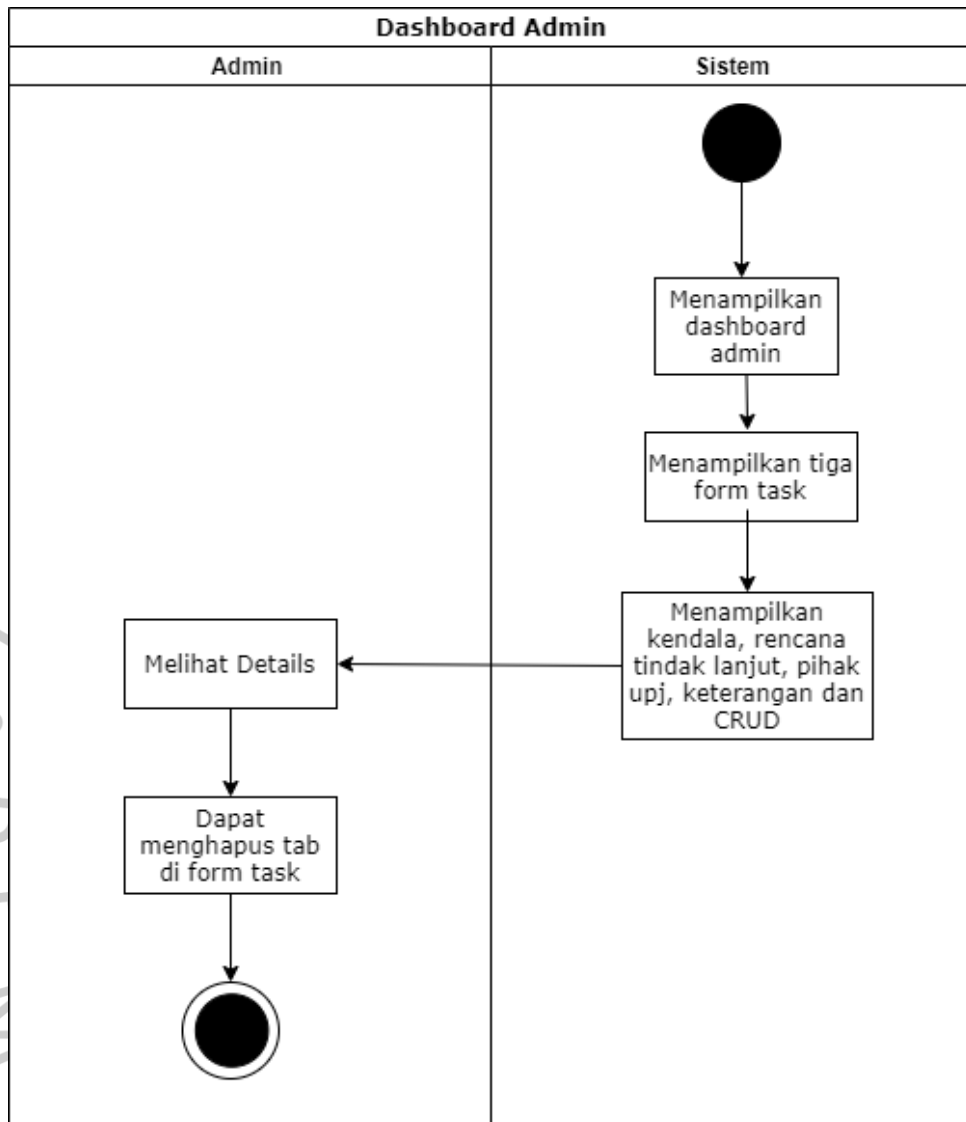 Dashboard Admin
Admin
Sistem
Menampilkan
dashboard
admin
Menampilkan tiga
form task
Menampilkan
kendala, rencana
tindak lanjut, pihak
upj, keterangan dan
CRUD
Melihat Details
Dapat
menghapus tab
di form task